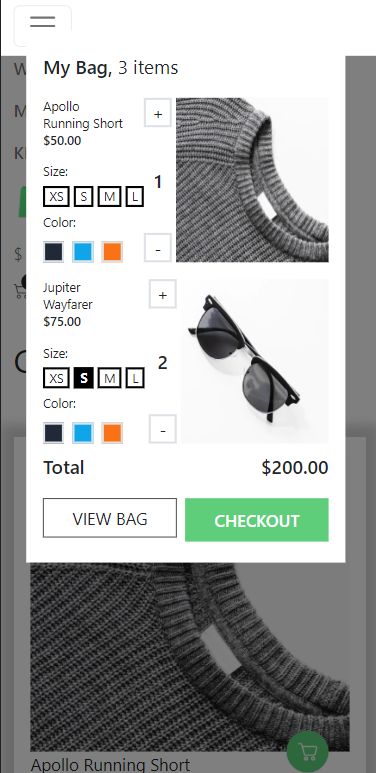 My Bag, 3 items
Apollo
Running Short
$50.00
+
Size:
XS S M L
1
Color:
-
Jupiter
Wayfarer
$75.00
+
Size:
XS S M L
2
Color:
-
Total $200.00
VIEW BAG CHECKOUT
$
Apollo Running Short